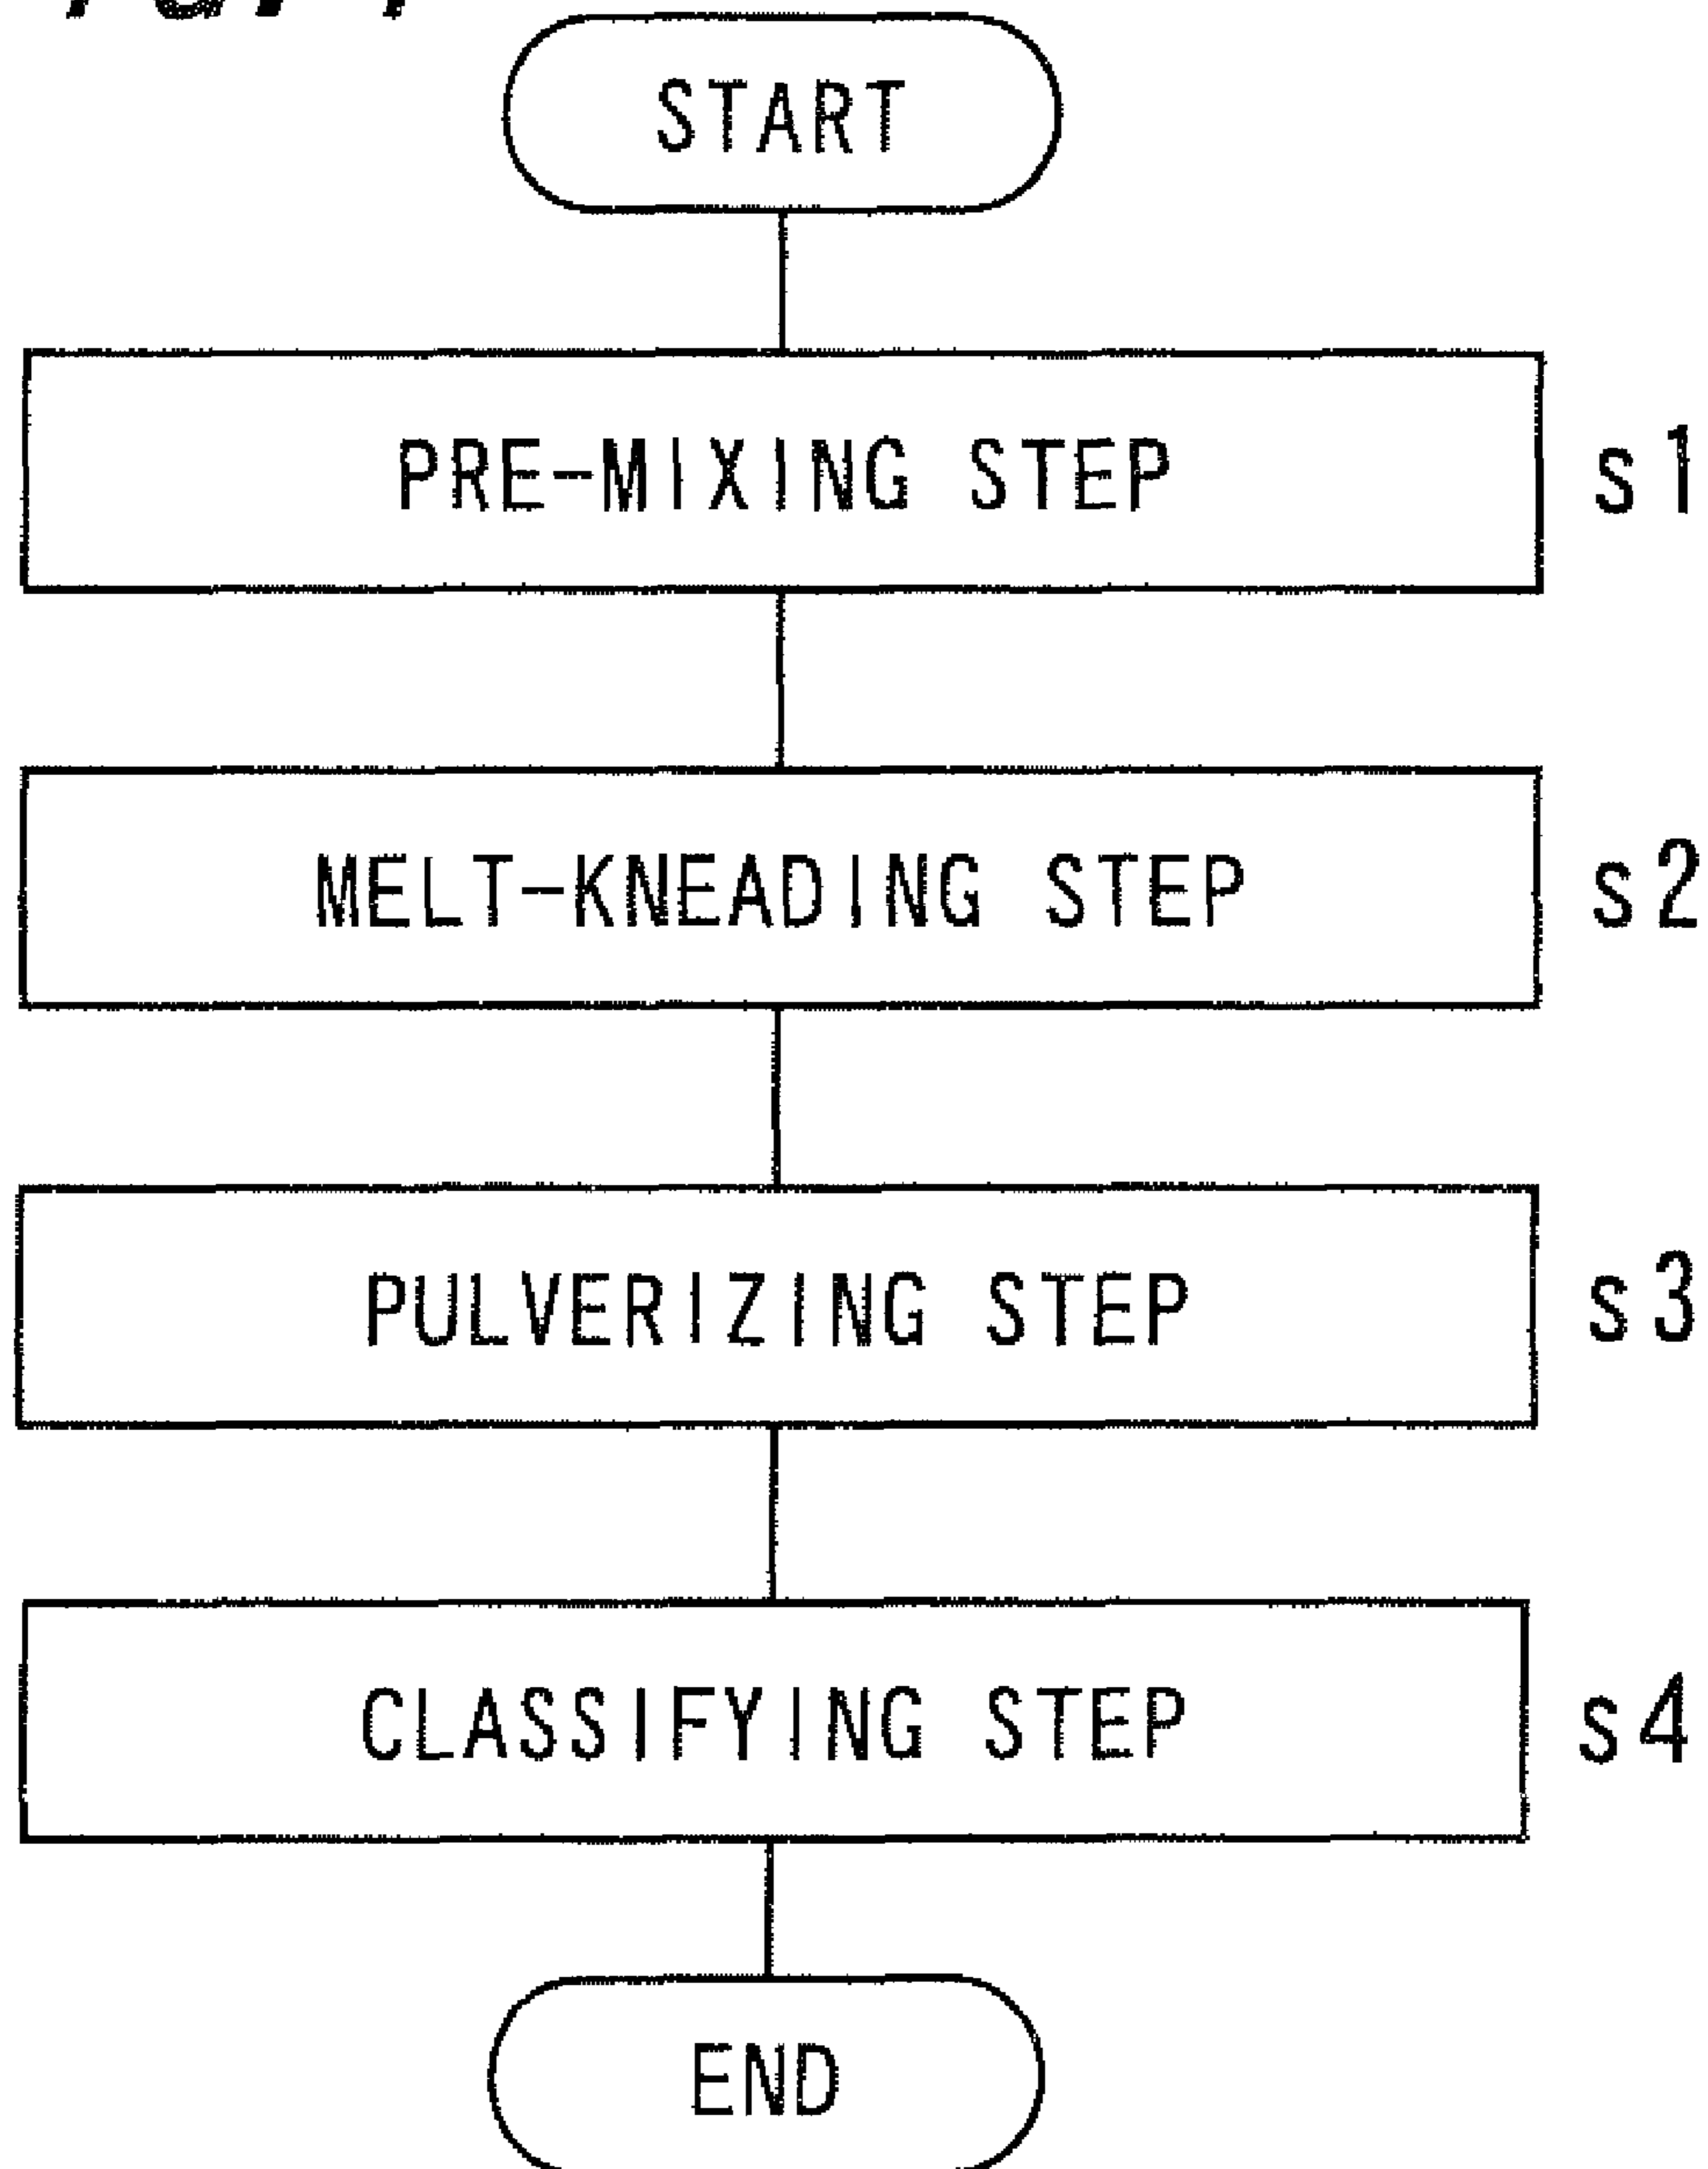 START
PRE-MIXING STEP s1
MELT-KNEADING STEP s2
PULVERIZING STEP s3
CLASSIFYING STEP s4
END